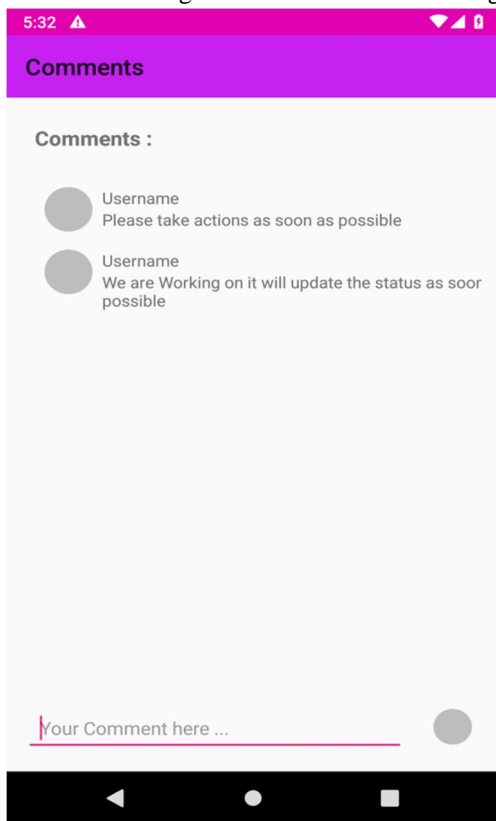 5:32
Comments
Comments :
Username
Please take actions as soon as possible
Username
We are Working on it will update the status as soor
possible
Your Comment here ...